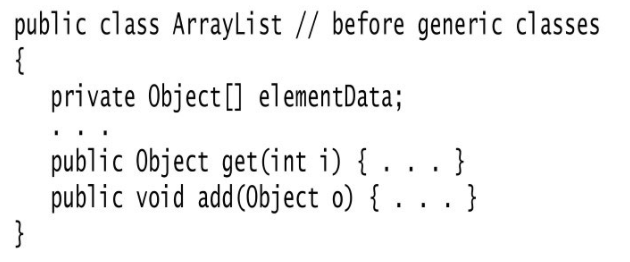 public class ArrayList // before generic classes
{
private Object[] elementData;
. . .
public Object get(int i) { . . . }
public void add(Object o) { . . . }
}